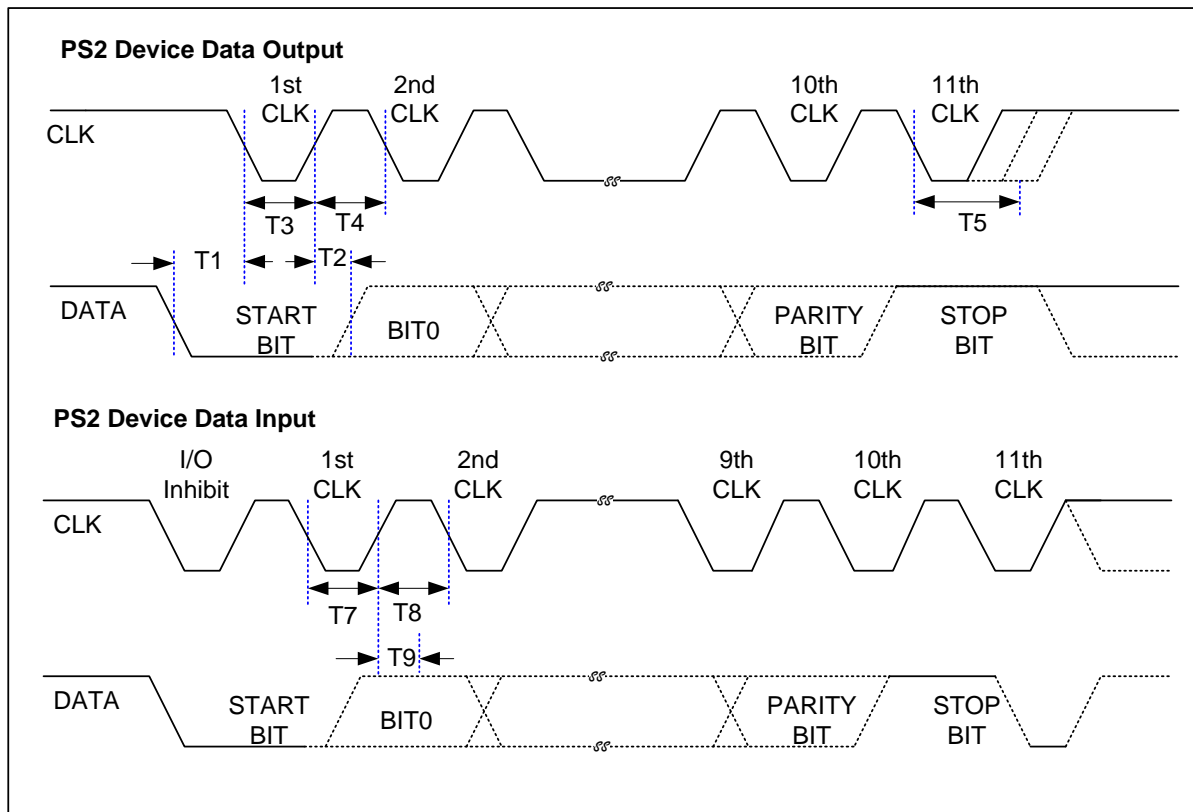 PS2 Device Data Output
1st
CLK
2nd
CLK
10th
CLK
11th
CLK
CLK
T3
T4
T5
T1
T2
DATA
START
BIT
BIT0
PARITY
BIT
STOP
BIT
PS2 Device Data Input
I/O
Inhibit
1st
CLK
2nd
CLK
9th
CLK
10th
CLK
11th
CLK
CLK
T7
T8
T9
DATA
START
BIT
BIT0
PARITY
BIT
STOP
BIT